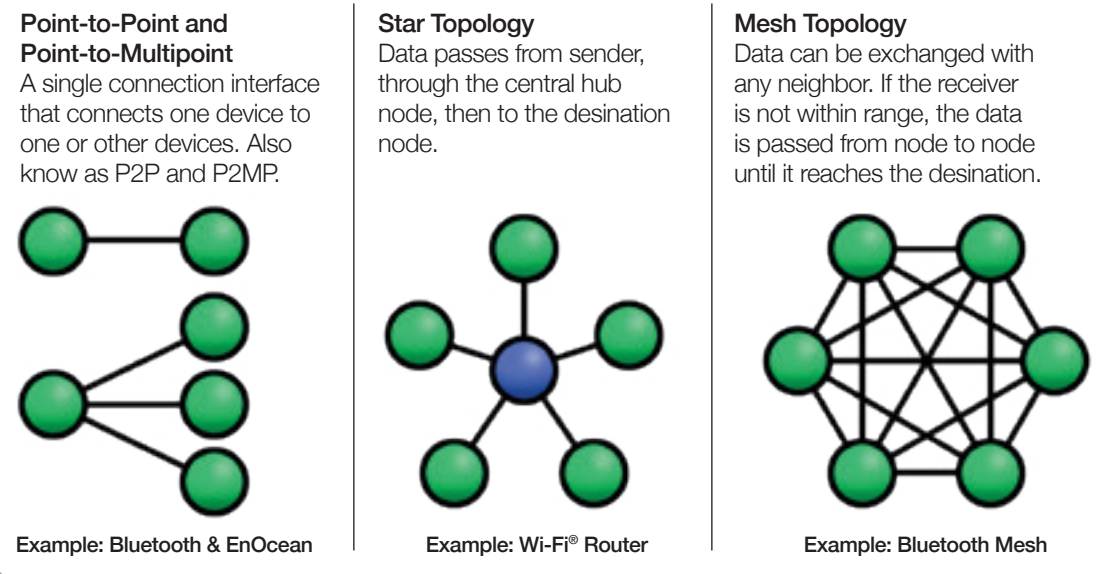 Point-to-Point and
Point-to-Multipoint
A single connection interface
that connects one device to
one or other devices. Also
know as P2P and P2MP.
Example: Bluetooth & EnOcean
Star Topology
Data passes from sender,
through the central hub
node, then to the desination
node.
Example: Wi-Fi® Router
Mesh Topology
Data can be exchanged with
any neighbor. If the receiver
is not within range, the data
is passed from node to node
until it reaches the desination.
Example: Bluetooth Mesh